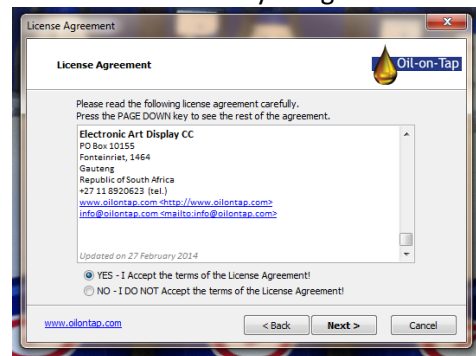 License Agreement
License Agreement
Oil-on-Tap
Please read the following license agreement carefully.
Press the PAGE DOWN key to see the rest of the agreement.
Electronic Art Display CC
PO Box 10155
Fonteinriet, 1464
Gauteng
Republic of South Africa
+27 11 8920623 (tel.)
www.oilontap.com <http://www.oilontap.com>
info@oilontap.com <mailto:info@oilontap.com>
Updated on 27 February 2014
YES - I Accept the terms of the License Agreement!
NO - I DO NOT Accept the terms of the License Agreement!
www.oilontap.com
< Back
Next >
Cancel